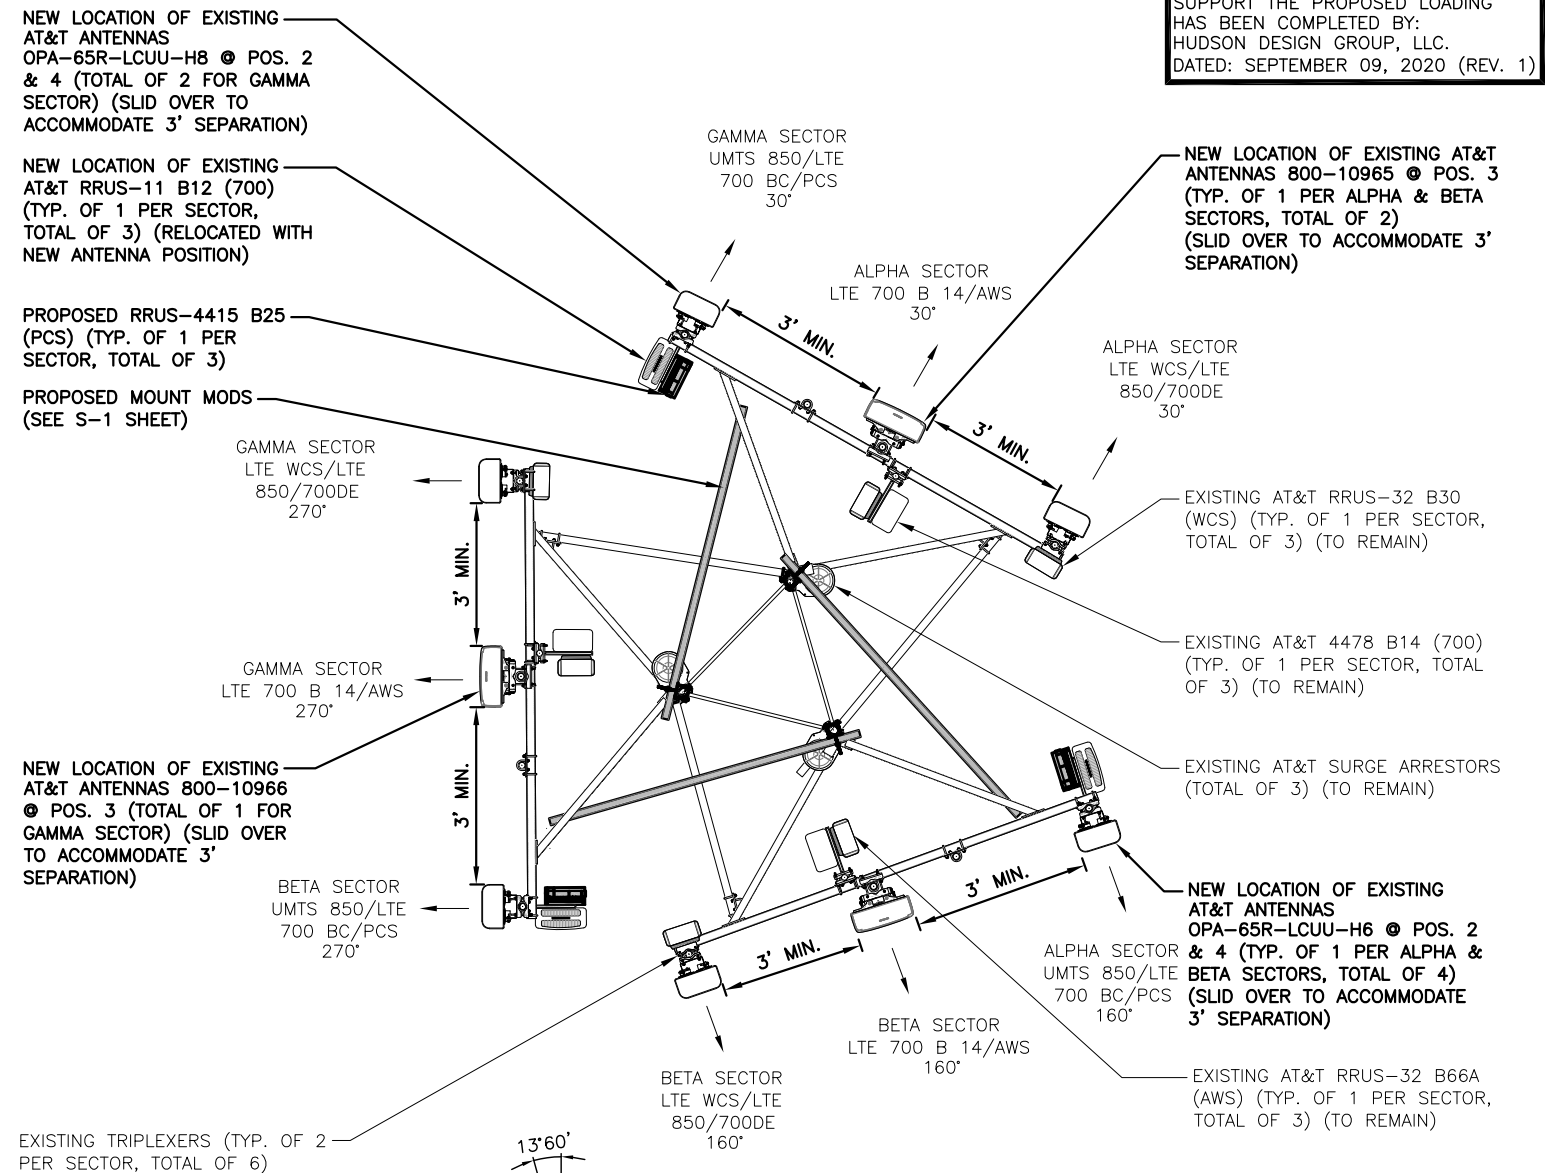 SUPPORT THE PROPOSED LOADING
HAS BEEN COMPLETED BY:
HUDSON DESIGN GROUP, LLC.
DATED: SEPTEMBER 09, 2020 (REV. 1)
NEW LOCATION OF EXISTING
AT&T ANTENNAS
OPA-65R-LCUU-H8 @ POS. 2
& 4 (TOTAL OF 2 FOR GAMMA
SECTOR) (SLID OVER TO
ACCOMMODATE 3' SEPARATION)
NEW LOCATION OF EXISTING
AT&T RRUS-11 B12 (700)
(TYP. OF 1 PER SECTOR,
TOTAL OF 3) (RELOCATED WITH
NEW ANTENNA POSITION)
PROPOSED RRUS-4415 B25
(PCS) (TYP. OF 1 PER
SECTOR, TOTAL OF 3)
PROPOSED MOUNT MODS
(SEE S-1 SHEET)
GAMMA SECTOR
UMTS 850/LTE
700 BC/PCS
30°
ALPHA SECTOR
LTE 700 B 14/AWS
30°
ALPHA SECTOR
LTE WCS/LTE
850/700DE
30°
3' MIN.
3' MIN.
NEW LOCATION OF EXISTING AT&T
ANTENNAS 800-10965 @ POS. 3
(TYP. OF 1 PER ALPHA & BETA
SECTORS, TOTAL OF 2)
(SLID OVER TO ACCOMMODATE 3'
SEPARATION)
EXISTING AT&T RRUS-32 B30
(WCS) (TYP. OF 1 PER SECTOR,
TOTAL OF 3) (TO REMAIN)
EXISTING AT&T 4478 B14 (700)
(TYP. OF 1 PER SECTOR, TOTAL
OF 3) (TO REMAIN)
EXISTING AT&T SURGE ARRESTORS
(TOTAL OF 3) (TO REMAIN)
GAMMA SECTOR
LTE WCS/LTE
850/700DE
270°
3' MIN.
GAMMA SECTOR
LTE 700 B 14/AWS
270°
3' MIN.
NEW LOCATION OF EXISTING
AT&T ANTENNAS 800-10966
@ POS. 3 (TOTAL OF 1 FOR
GAMMA SECTOR) (SLID OVER
TO ACCOMMODATE 3'
SEPARATION)
BETA SECTOR
UMTS 850/LTE
700 BC/PCS
270°
3' MIN.
3' MIN.
NEW LOCATION OF EXISTING
AT&T ANTENNAS
OPA-65R-LCUU-H6 @ POS. 2
& 4 (TYP. OF 1 PER ALPHA &
BETA SECTORS, TOTAL OF 4)
(SLID OVER TO ACCOMMODATE
3' SEPARATION)
ALPHA SECTOR
UMTS 850/LTE
700 BC/PCS
160°
BETA SECTOR
LTE 700 B 14/AWS
160°
BETA SECTOR
LTE WCS/LTE
850/700DE
160°
EXISTING AT&T RRUS-32 B66A
(AWS) (TYP. OF 1 PER SECTOR,
TOTAL OF 3) (TO REMAIN)
EXISTING TRIPLEXERS (TYP. OF 2
PER SECTOR, TOTAL OF 6)
13°60'